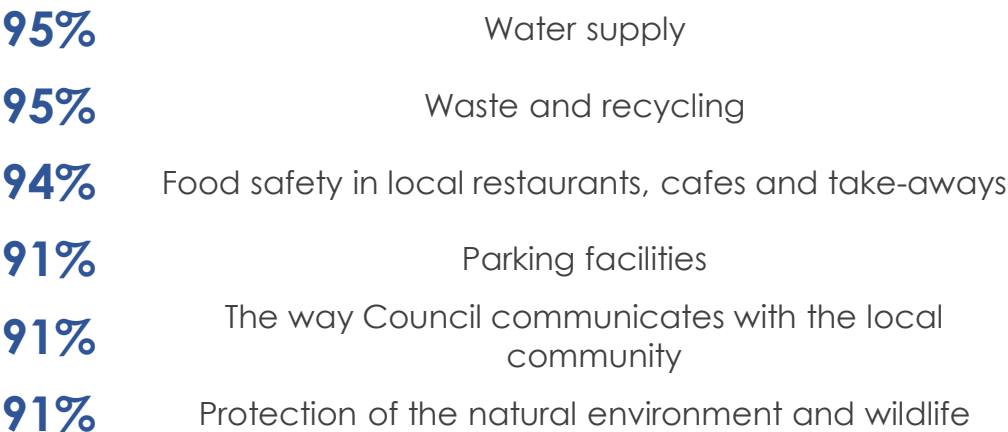 95% Water supply
95% Waste and recycling
94% Food safety in local restaurants, cafes and take-aways
91% Parking facilities
91% The way Council communicates with the local
community
91% Protection of the natural environment and wildlife